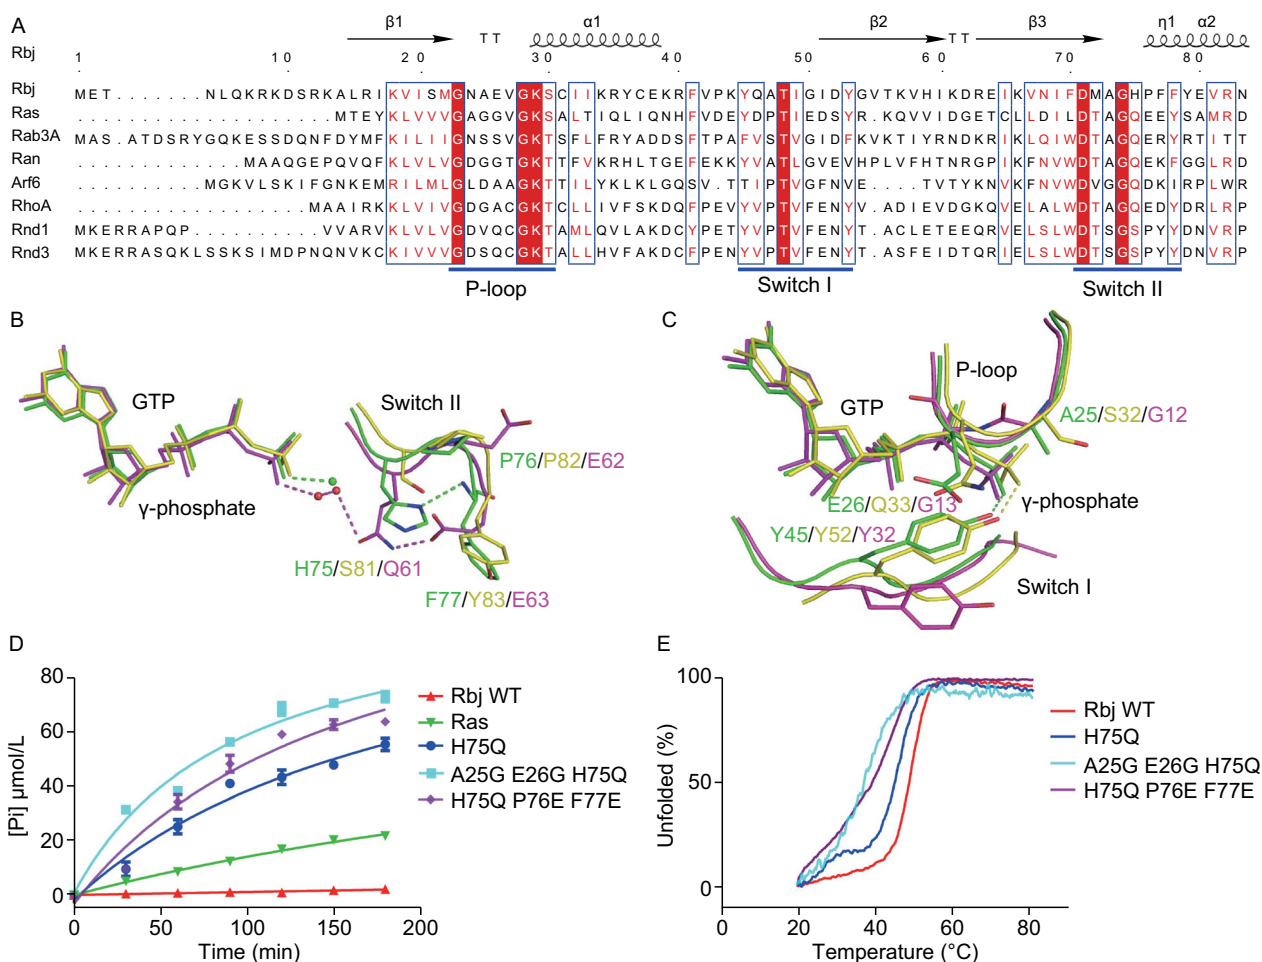 A
β1 α1 β2 β3 η1 α2
T T T T
Rbj
1 10 20 30 40 50 60 70 80
Rbj MET.......NLQKRKDSRKALRIKVISMGNAEVGKSCIIKRYCEKRFVPKYQATIGIDYGVTKVHIKDREIKVNIFDMAGHPFFYEVRN
Ras ....................MTEYKLVVVGAGGVGKSALTIQLIQNHFVDEYDPTIEDSYR.KQVVIDGETCLLDILDTAGQEEYSAMRD
Rab3A MAS.ATDSRYGQKESSDQNFDYMFKILIIGNSSVGKTSFLFRYADDSFTPAFVSTVGIDFKVKTIYRNDKRIKLQIWDTAGQERYRTITT
Ran .............MAAQGEPQVQFKLVLVGDGGTGKTTFVKRHLTGEFEKKYVATLGVEVHPLVFHTNRGPIKFNVWDTAGQEKFGGLRD
Arf6 ..........MGKVLSKIFGNKEMRILMLGLDAAGKTTILYKLKLGQSV.TTIPTVGFNVE....TVTYKNVKFNVWDVGGQDKIRPLWR
RhoA ..................MAAIRKKLVIVGDGACGKTCLLIVFSKDQFPEVYVPTVFENYV.ADIEVDGKQVELALWDTAGQEDYDRLRP
Rnd1 MKERRAPQP..........VVARVKLVLVGDVQCGKTAMLQVLAKDCYPETYVPTVFENYT.ACLETEEQRVELSLWDTSGSPYYDNVRP
Rnd3 MKERRASQKLSSKSIMDPNQNVKCKIVVVGDSQCGKTALLHVFAKDCFPENYVPTVFENYT.ASFEIDTQRIELSLWDTSGSPYYDNVRP
P-loop Switch I Switch II
B
GTP
Switch II
P76/P82/E62
γ-phosphate
H75/S81/Q61
F77/Y83/E63
C
P-loop
GTP
A25/S32/G12
E26/Q33/G13
γ-phosphate
Y45/Y52/Y32
Switch I
D
80
60
40
20
0
[Pi] μmol/L
0 50 100 150 200
Time (min)
Rbj WT
Ras
H75Q
A25G E26G H75Q
H75Q P76E F77E
E
100
50
0
Unfolded (%)
0 20 40 60 80
Temperature (°C)
Rbj WT
H75Q
A25G E26G H75Q
H75Q P76E F77E